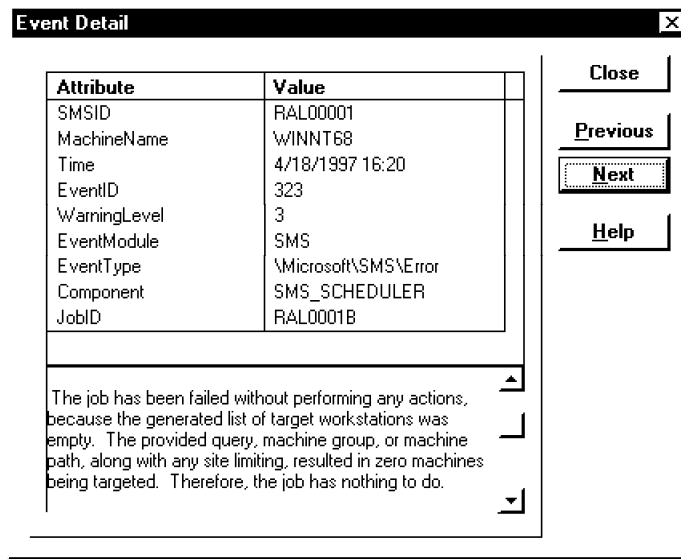 Event Detail
Close
Attribute Value
SMSID RAL00001
MachineName WINNT68
Previous
Time 4/18/1997 16:20
Next
EventID 323
WarningLevel 3
Help
EventModule SMS
EventType \Microsoft\SMS\Error
Component SMS_SCHEDULER
JobID RAL0001B
The job has been failed without performing any actions,
because the generated list of target workstations was
empty. The provided query, machine group, or machine
path, along with any site limiting, resulted in zero machines
being targeted. Therefore, the job has nothing to do.